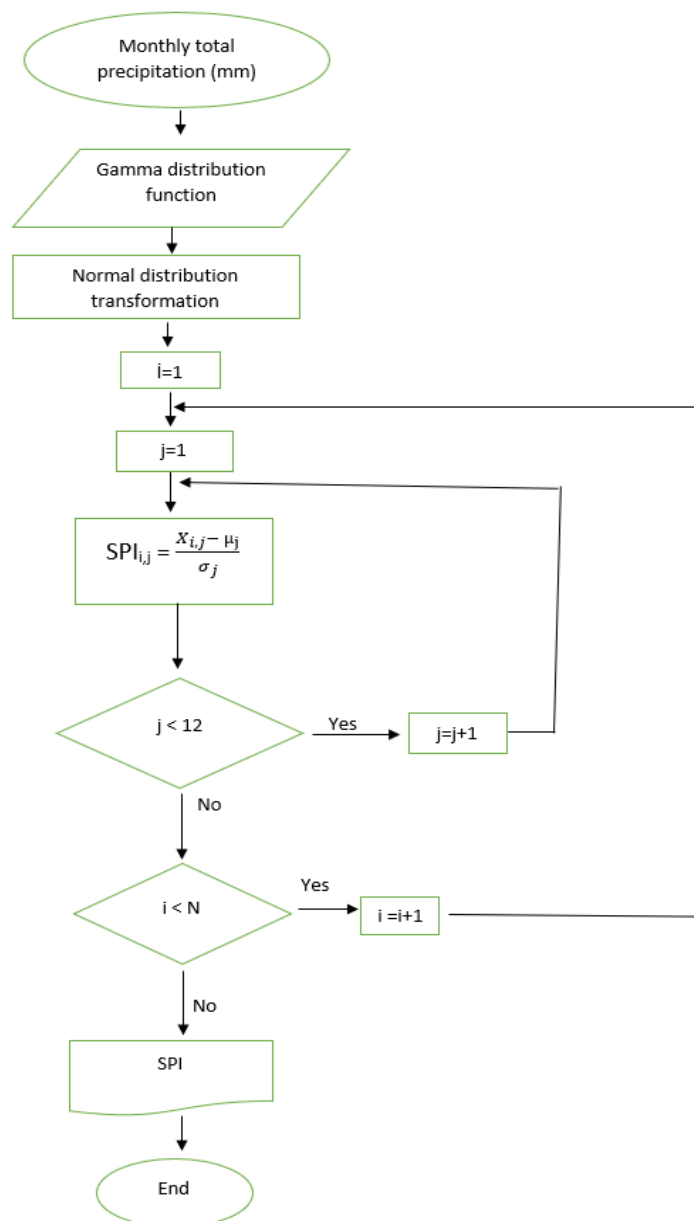 Monthly total
precipitation (mm)
Gamma distribution
function
Normal distribution
transformation
i=1
j=1
SPIi,j = (Xi,j − μj) / σj
j < 12
Yes
j=j+1
No
i < N
Yes
i =i+1
No
SPI
End